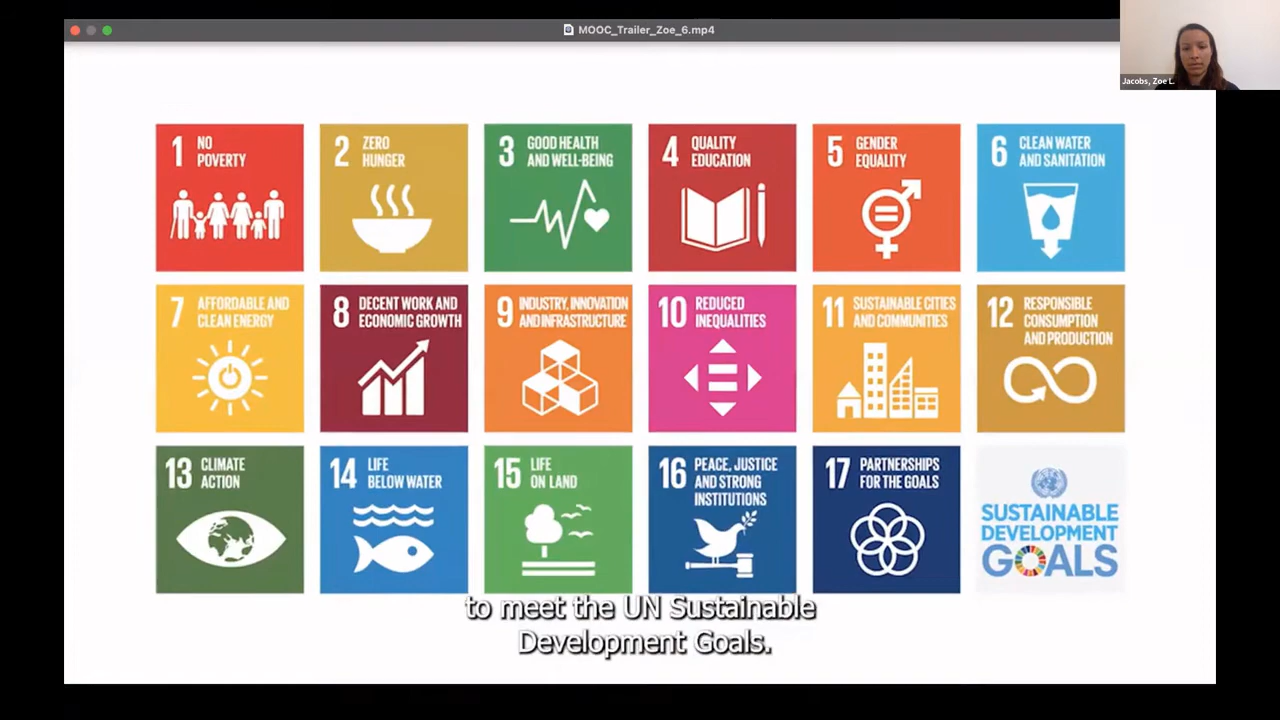 MOOC_Trailer_Zoe_6.mp4
Jacobs, Zoe L.
1 NO
POVERTY
2 ZERO
HUNGER
3 GOOD HEALTH
AND WELL-BEING
4 QUALITY
EDUCATION
5 GENDER
EQUALITY
6 CLEAN WATER
AND SANITATION
7 AFFORDABLE AND
CLEAN ENERGY
8 DECENT WORK AND
ECONOMIC GROWTH
9 INDUSTRY, INNOVATION
AND INFRASTRUCTURE
10 REDUCED
INEQUALITIES
11 SUSTAINABLE CITIES
AND COMMUNITIES
12 RESPONSIBLE
CONSUMPTION
AND PRODUCTION
13 CLIMATE
ACTION
14 LIFE
BELOW WATER
15 LIFE
ON LAND
16 PEACE, JUSTICE
AND STRONG
INSTITUTIONS
17 PARTNERSHIPS
FOR THE GOALS
SUSTAINABLE
DEVELOPMENT
GOALS
to meet the UN Sustainable
Development Goals.